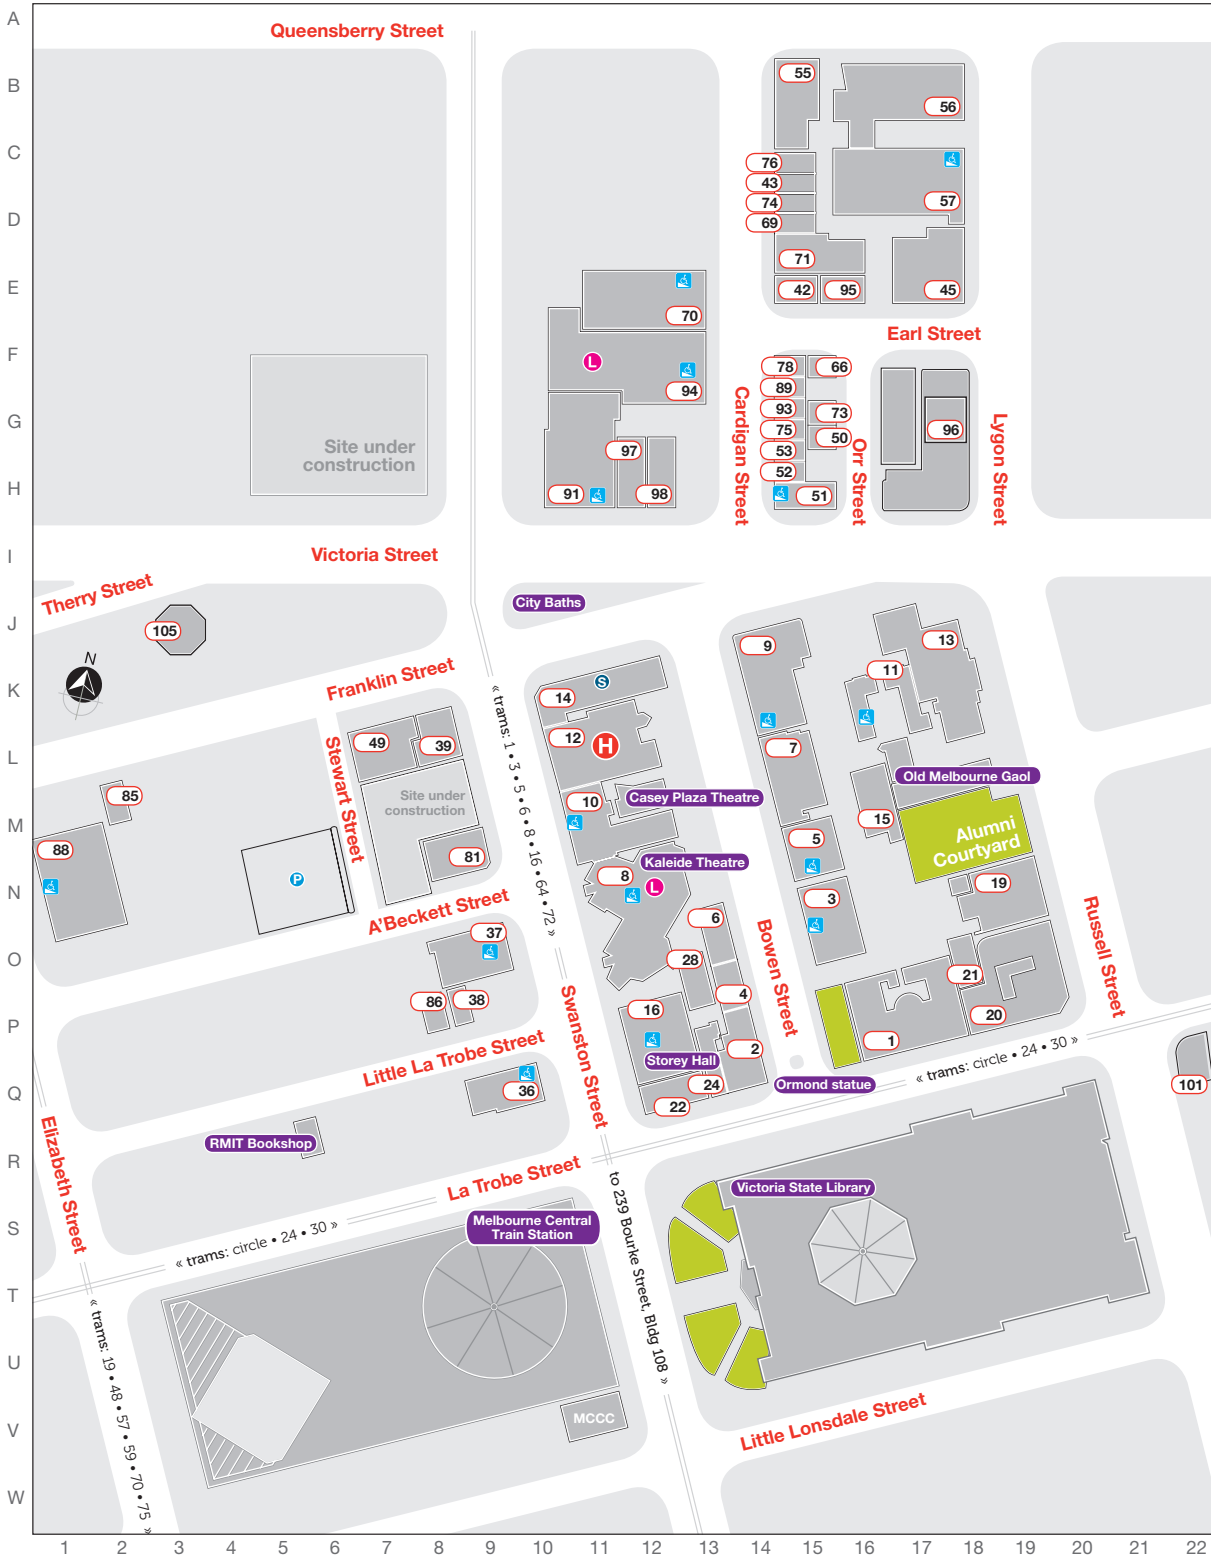 A
Queensberry Street
B
55
56
C
76
43
57
D
74
69
71
E
42
95
45
70
Earl Street
F
L
94
78
66
89
93
73
75
50
53
52
51
96
G
Cardigan Street
Orr Street
Lygon Street
Site under
construction
97
H
91
98
I
Victoria Street
Therry Street
City Baths
J
105
9
13
11
N
K
Franklin Street
14
S
12
H
49
39
7
L
Stewart Street
« trams: 1 • 3 • 5 • 6 • 8 • 16 • 64 • 72 »
Old Melbourne Gaol
85
Site under
construction
10
Casey Plaza Theatre
15
M
Alumni
Courtyard
88
81
5
Kaleide Theatre
8
L
P
N
3
19
A'Beckett Street
6
37
Bowen Street
Russell Street
O
28
21
86
38
4
16
20
P
Swanston Street
1
2
Little La Trobe Street
Storey Hall
« trams: circle • 24 • 30 »
24
Ormond statue
Q
36
22
101
RMIT Bookshop
Elizabeth Street
R
La Trobe Street
Victoria State Library
S
Melbourne Central
Train Station
« trams: circle • 24 • 30 »
to 239 Bourke Street, Bldg 108 »
T
« trams: 19 • 48 • 57 • 59 • 70 • 75 »
U
MCCC
V
Little Lonsdale Street
W
1 2 3 4 5 6 7 8 9 10 11 12 13 14 15 16 17 18 19 20 21 22